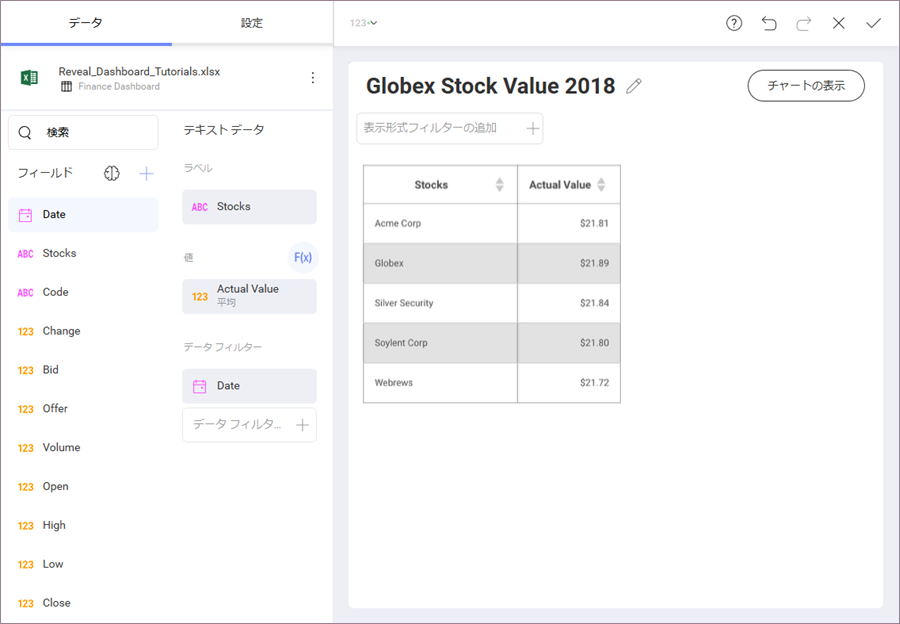 データ
設定
123
Reveal_Dashboard_Tutorials.xlsx
Finance Dashboard
検索
フィールド
Date
ABC Stocks
ABC Code
123 Change
123 Bid
123 Offer
123 Volume
123 Open
123 High
123 Low
123 Close
テキスト データ
ラベル
ABC Stocks
値
F(x)
123 Actual Value
平均
データ フィルター
Date
データ フィルタ...
Globex Stock Value 2018
チャートの表示
表示形式フィルターの追加
Stocks Actual Value
Acme Corp $21.81
Globex $21.89
Silver Security $21.84
Soylent Corp $21.80
Webrews $21.72